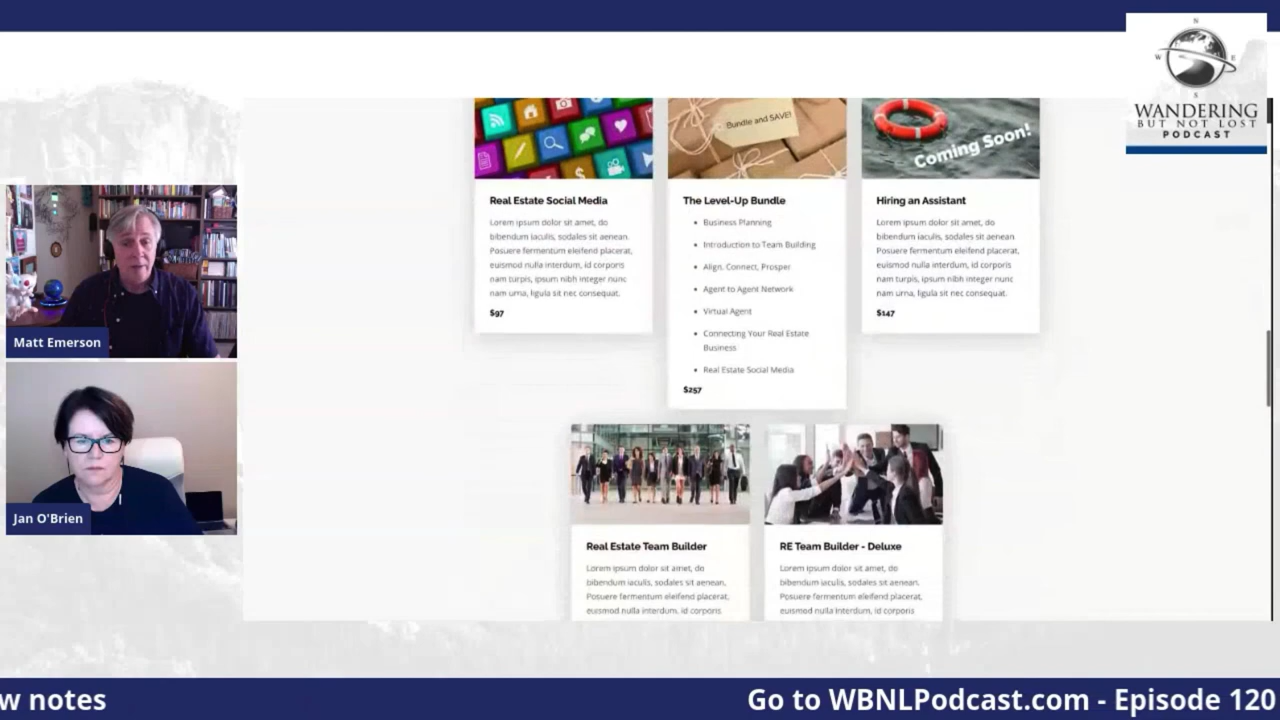 N
W
E
S
WANDERING
BUT NOT LOST
PODCAST
Bundle and SAVE!
Coming Soon!
Real Estate Social Media
Lorem ipsum dolor sit amet, do
bibendum iaculis, sodales sit aenean.
Posuere fermentum eleifend placerat,
euismod nulla interdum, id corporis
nam turpis, ipsum nibh integer nunc
nam urna, ligula sit nec consequat.
$97
The Level-Up Bundle
• Business Planning
• Introduction to Team Building
• Align, Connect, Prosper
• Agent to Agent Network
• Virtual Agent
• Connecting Your Real Estate
Business
• Real Estate Social Media
$257
Hiring an Assistant
Lorem ipsum dolor sit amet, do
bibendum iaculis, sodales sit aenean.
Posuere fermentum eleifend placerat,
euismod nulla interdum, id corporis
nam turpis, ipsum nibh integer nunc
nam urna, ligula sit nec consequat.
$147
Matt Emerson
Jan O'Brien
Real Estate Team Builder
Lorem ipsum dolor sit amet, do
bibendum iaculis, sodales sit aenean.
Posuere fermentum eleifend placerat,
euismod nulla interdum, id corporis
RE Team Builder - Deluxe
Lorem ipsum dolor sit amet, do
bibendum iaculis, sodales sit aenean.
Posuere fermentum eleifend placerat,
euismod nulla interdum, id corporis
w notes
Go to WBNLPodcast.com - Episode 120